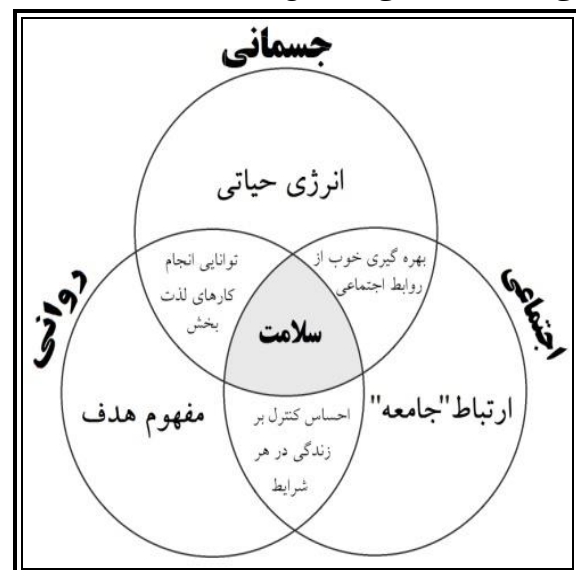 جسمانی
انرژی حیاتی
بهره گیری خوب از
روابط اجتماعی
توانایی انجام
کارهای لذت
بخش
روانی
اجتماعی
سلامت
ارتباط"جامعه"
مفهوم هدف
احساس کنترل بر
زندگی در هر
شرایط